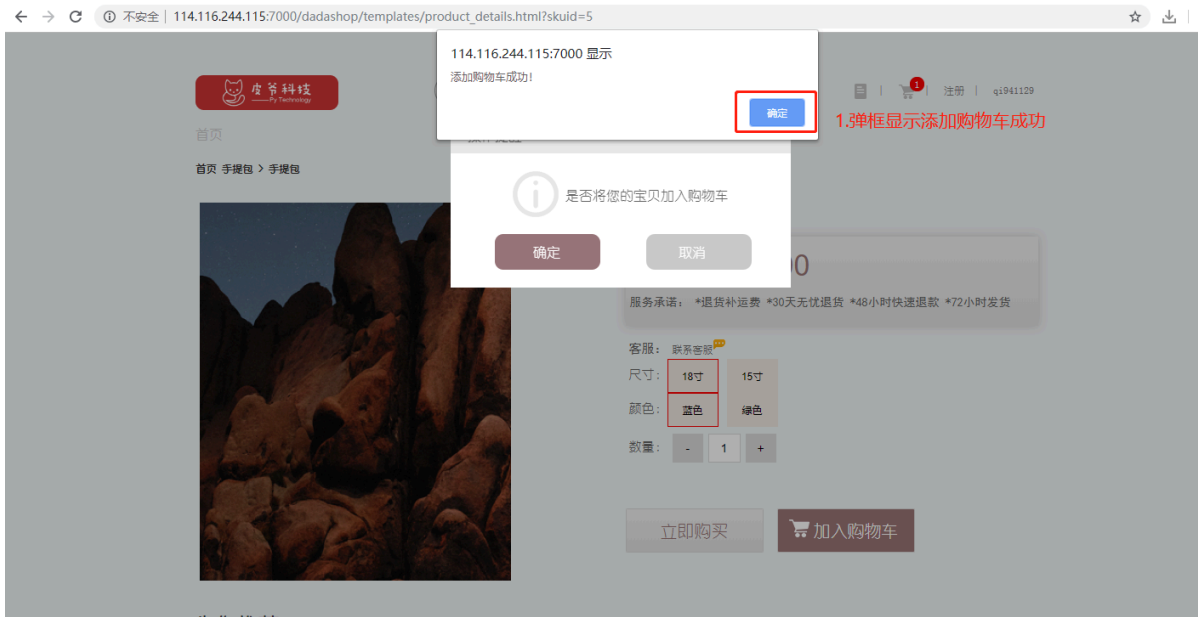 不安全 | 114.116.244.115:7000/dadashop/templates/product_details.html?skuid=5
114.116.244.115:7000 显示
添加购物车成功!
确定
皮爷科技
Py Technology
1
注册
qi941129
1.弹框显示添加购物车成功
首页
首页 手提包 > 手提包
是否将您的宝贝加入购物车
确定
取消
服务承诺: *退货补运费 *30天无忧退货 *48小时快速退款 *72小时发货
客服: 联系客服
尺寸: 18寸 15寸
颜色: 蓝色 绿色
数量: - 1 +
立即购买
加入购物车